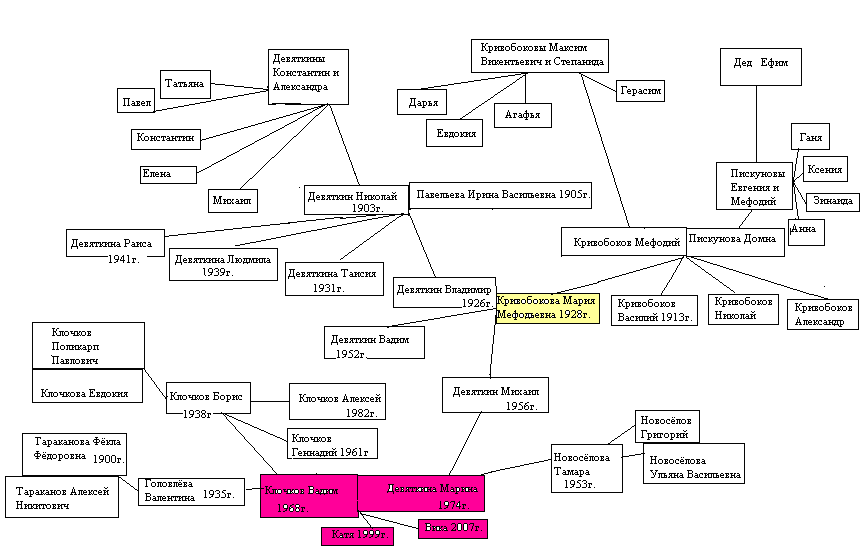 Девяткины
Константин и
Александра
Кривобоковы Максим
Викентьевич и Степанида
Дед Ефим
Татьяна
Павел
Константин
Елена
Михаил
Дарья
Евдокия
Агафья
Герасим
Ганя
Ксения
Зинаида
Анна
Пискуновы
Евгения и
Мефодий
Девяткин Николай
1903г.
Павельева Ирина Васильевна 1905г.
Кривобоков Мефодий
Пискунова Домна
Девяткина Раиса
1941г.
Девяткина Людмила
1939г.
Девяткина Таисия
1931г.
Девяткин Владимир
1926г.
Кривобокова Мария
Мефодьевна 1928г.
Кривобоков
Василий 1913г.
Кривобоков
Николай
Кривобоков
Александр
Девяткин Вадим
1952г.
Клочков
Поликарп
Павлович
Клочкова Евдокия
Клочков Борис
1938г
Клочков Алексей
1982г.
Клочков
Геннадий 1961г
Девяткин Михаил
1956г.
Новосёлов
Григорий
Новосёлова
Ульяна Васильевна
Новосёлова
Тамара
1953г.
Тараканова Фёкла
Фёдоровна 1900г.
Тараканов Алексей
Никитович
Головлёва
Валентина 1935г.
Клочков Вадим
1968г.
Девяткина Марина
1974г.
Катя 1999г.
Вика 2007г.